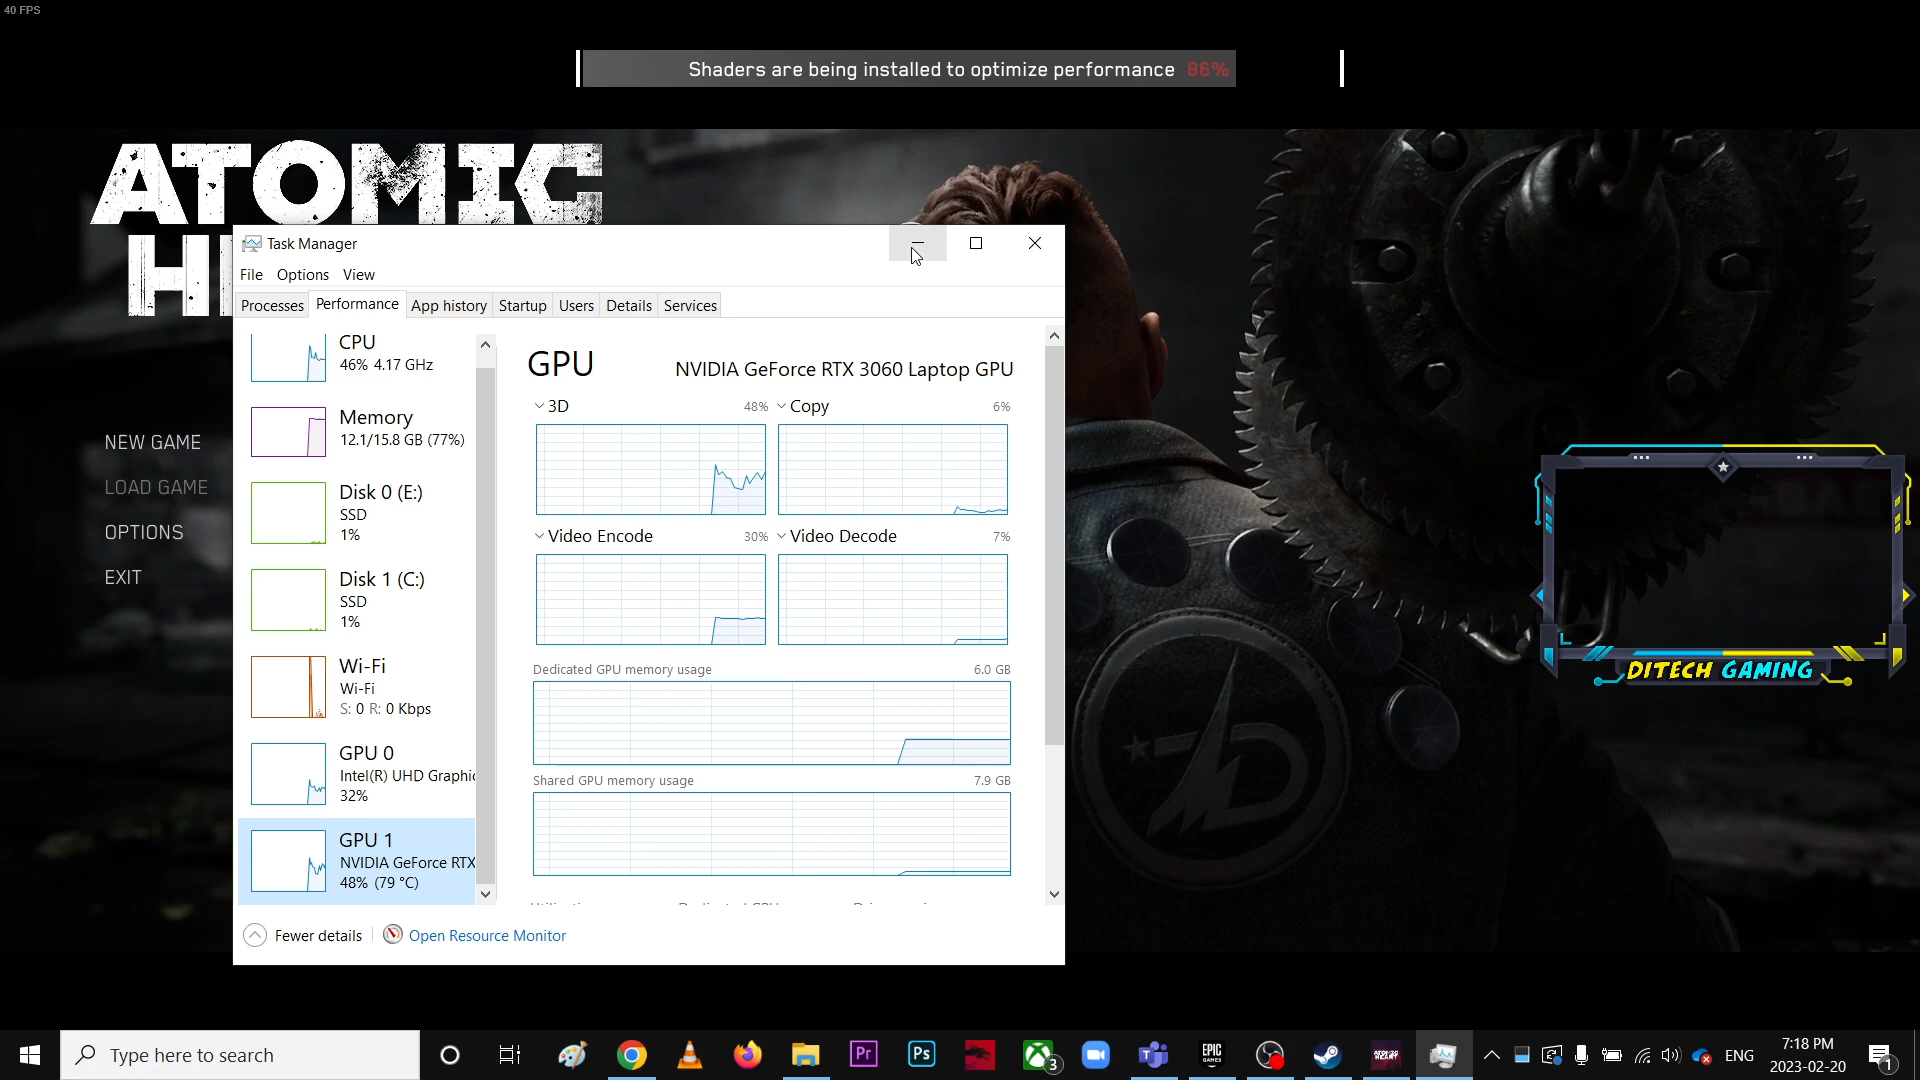 40 FPS
Shaders are being installed to optimize performance 86%
ATOMIC
Task Manager
File Options View
Processes Performance App history Startup Users Details Services
CPU
46% 4.17 GHz
Memory
12.1/15.8 GB (77%)
Disk 0 (E:)
SSD
1%
Disk 1 (C:)
SSD
1%
Wi-Fi
Wi-Fi
S: 0 R: 0 Kbps
GPU 0
Intel(R) UHD Graphic
32%
GPU 1
NVIDIA GeForce RTX
48% (79 °C)
GPU NVIDIA GeForce RTX 3060 Laptop GPU
3D 48% Copy 6%
Video Encode 30% Video Decode 7%
Dedicated GPU memory usage 6.0 GB
Shared GPU memory usage 7.9 GB
Fewer details Open Resource Monitor
NEW GAME
LOAD GAME
OPTIONS
EXIT
DITECH GAMING
Type here to search
Pr
Ps
3
EPIC
GAMES
ENG
7:18 PM
2023-02-20
1